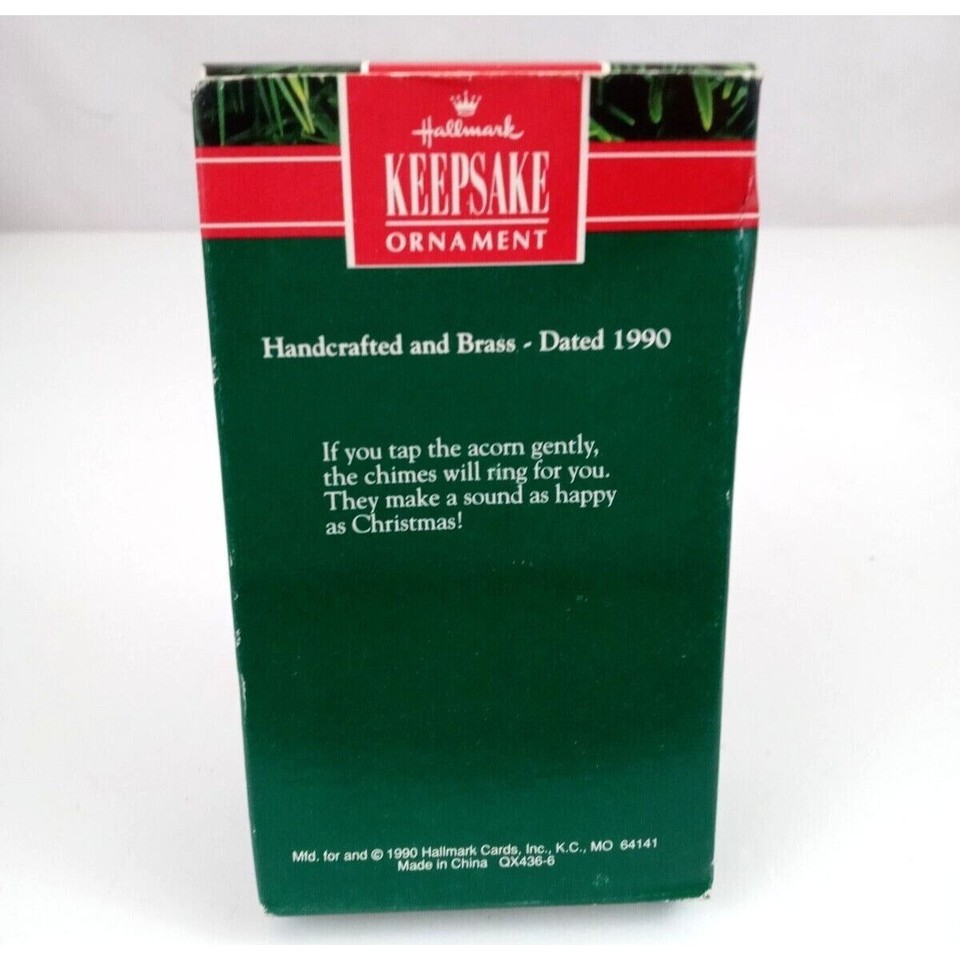 Hallmark
KEEPSAKE
ORNAMENT
Handcrafted and Brass - Dated 1990
If you tap the acorn gently,
the chimes will ring for you.
They make a sound as happy
as Christmas!
Mfd. for and © 1990 Hallmark Cards, Inc., K.C., MO 64141
Made in China QX436-6